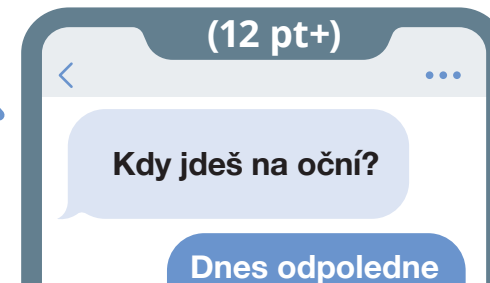 (12 pt+)
Kdy jdeš na oční?
Dnes odpoledne